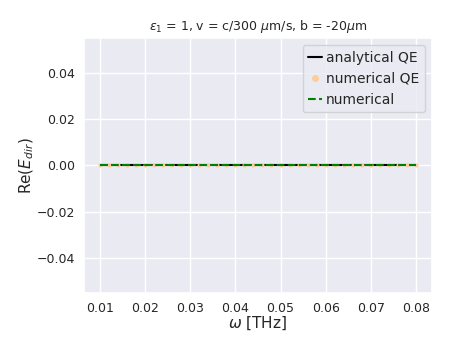 ε₁ = 1, v = c/300 μm/s, b = -20μm
analytical QE
numerical QE
numerical
Re(E_dir)
0.04
0.02
0.00
−0.02
−0.04
0.01 0.02 0.03 0.04 0.05 0.06 0.07 0.08
ω [THz]